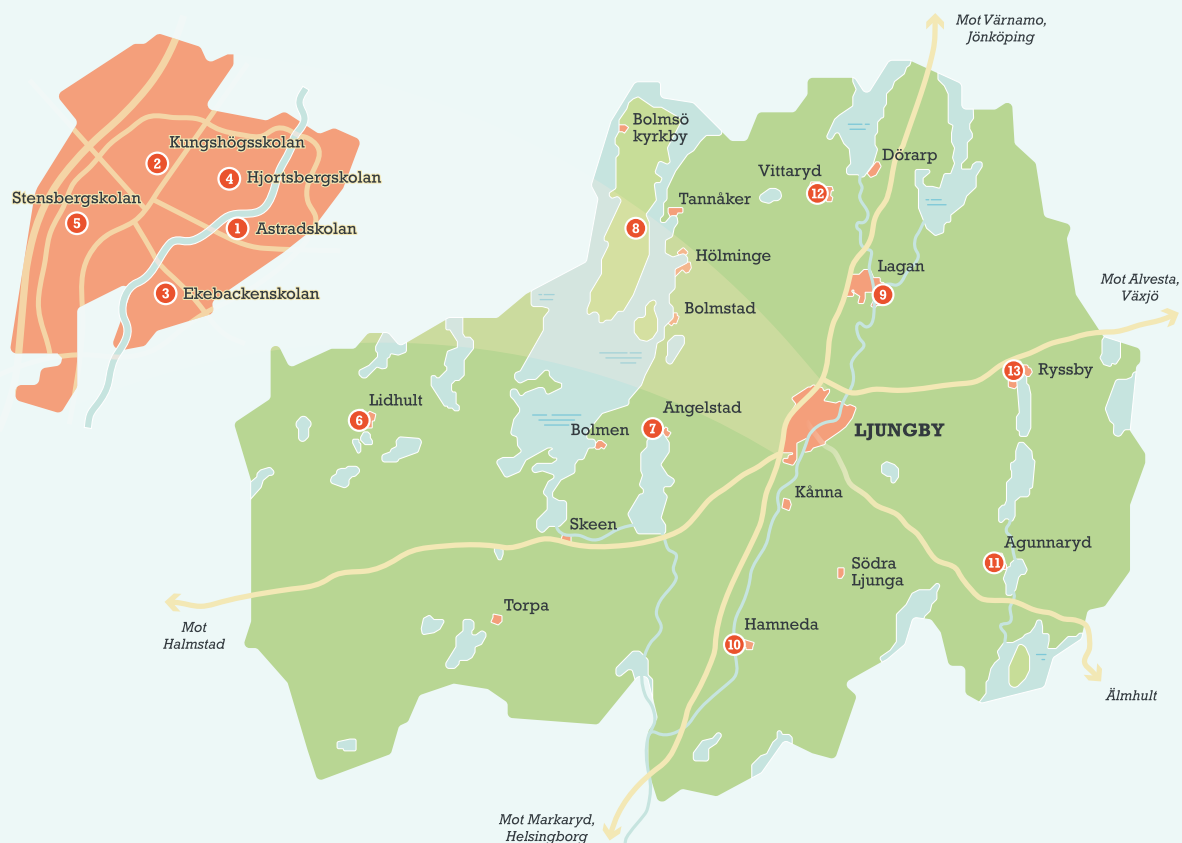 Mot Värnamo,
Jönköping
Bolmsö
kyrkby
Kungshögsskolan
2
4
Hjortsbergskolan
Stensbergskolan
5
1
Astradskolan
3
Ekebackenskolan
Dörarp
Vittaryd
12
Tannåker
8
Hölminge
Lagan
9
Bolmstad
Mot Alvesta,
Växjö
13
Ryssby
Lidhult
6
Angelstad
7
Bolmen
LJUNGBY
Kånna
Skeen
Agunnaryd
11
Södra
Ljunga
Torpa
Hamneda
10
Mot
Halmstad
Älmhult
Mot Markaryd,
Helsingborg